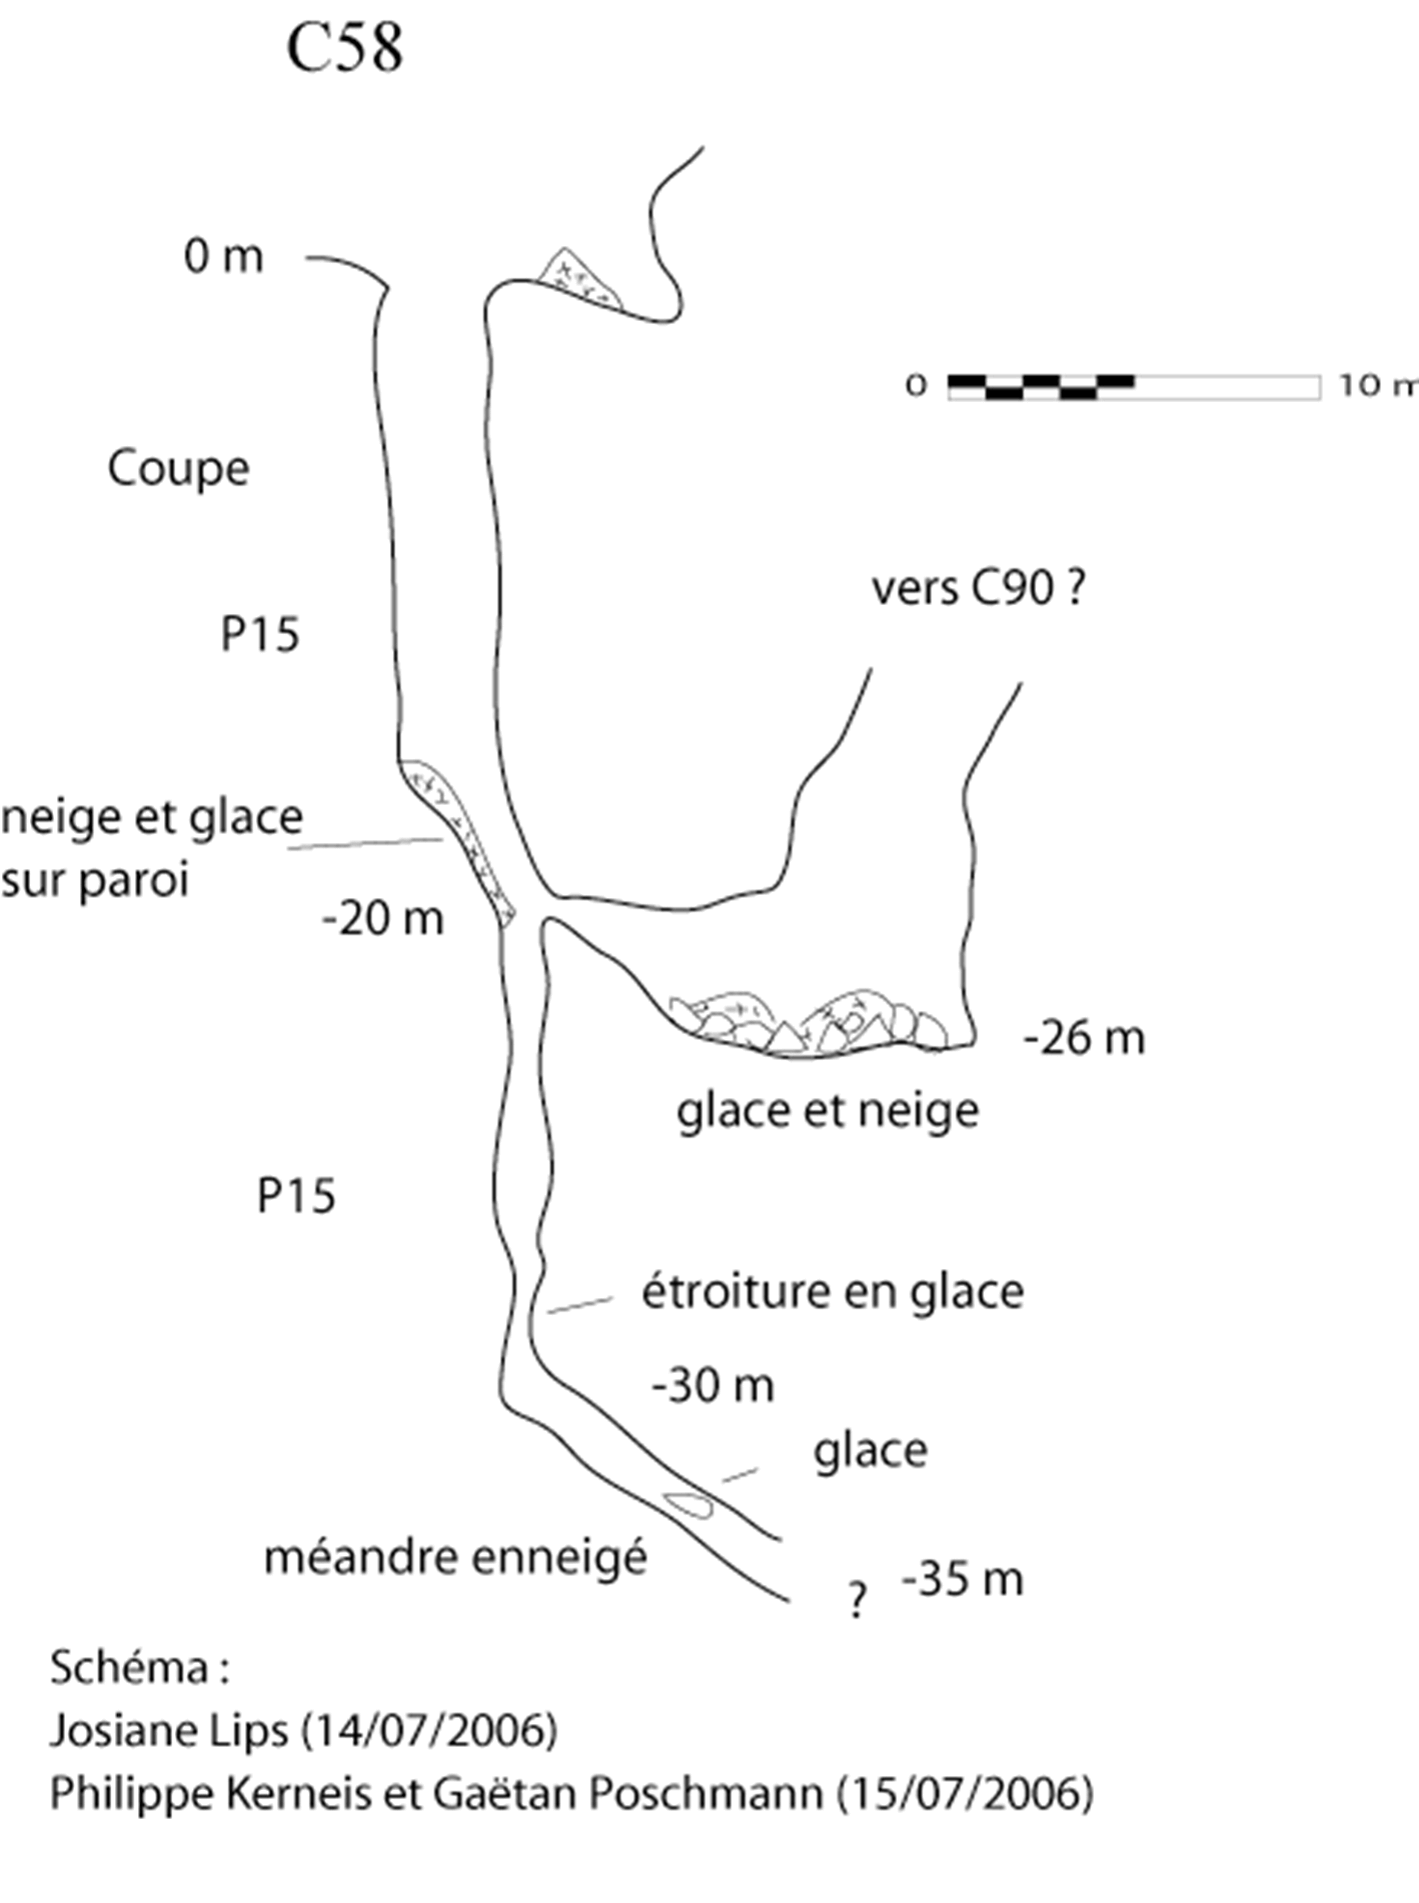 C58
0 m
0 10 m
Coupe
vers C90 ?
P15
neige et glace
sur paroi
-20 m
-26 m
glace et neige
P15
étroiture en glace
-30 m
glace
méandre enneigé
? -35 m
Schéma :
Josiane Lips (14/07/2006)
Philippe Kerneis et Gaëtan Poschmann (15/07/2006)